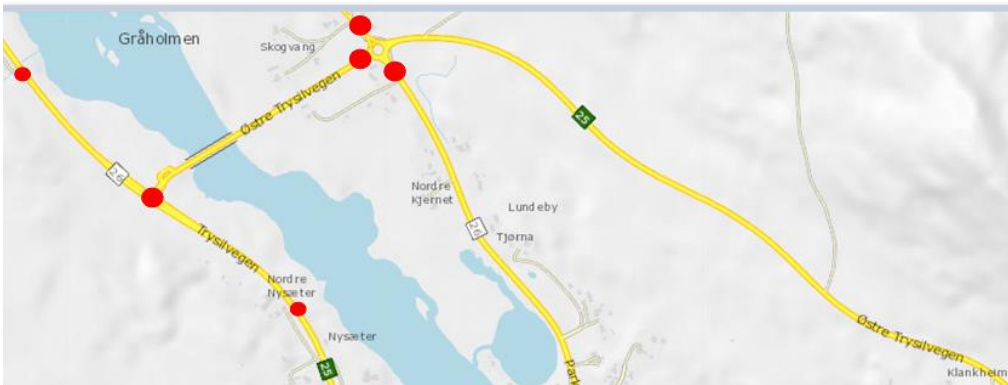 Gråholmen
Skogvang
Østre Trysilvegen
25
26
Nordre
Kjernet
Lundeby
26
Tjørna
Trysilvegen
Nordre
Nysæter
Nysæter
25
Østre Trysilvegen
Park
Klankheim